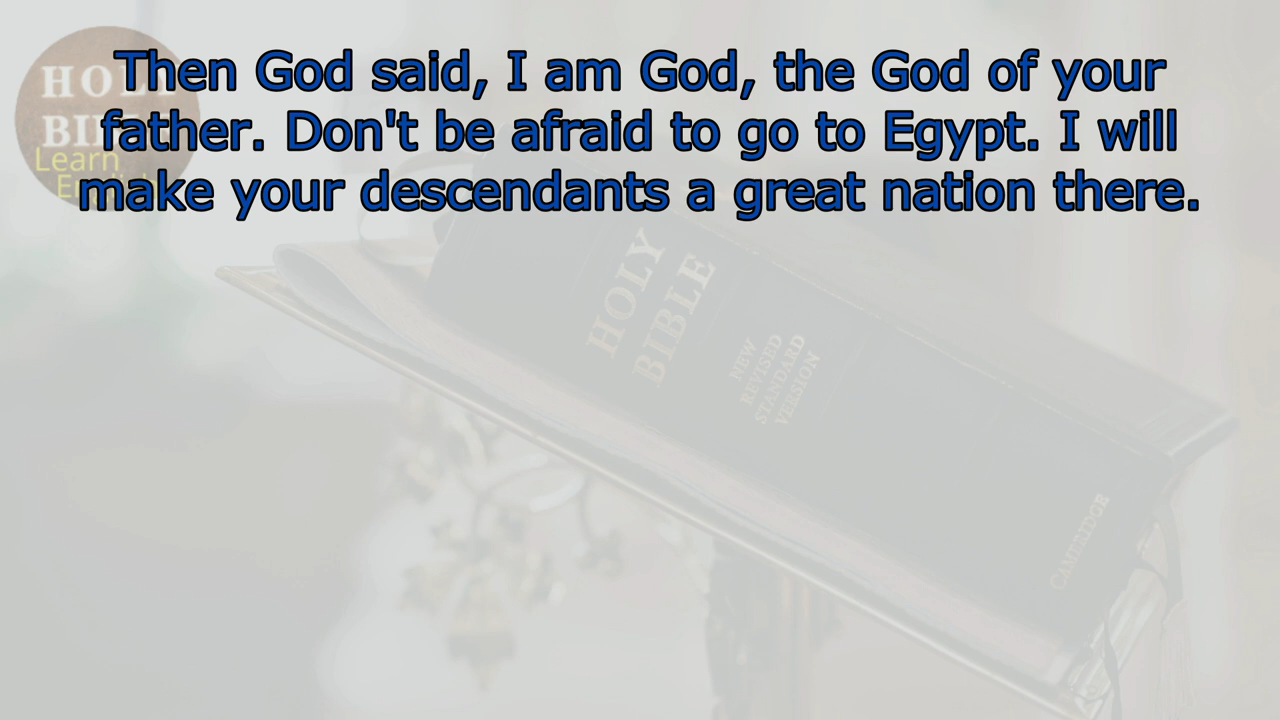 Then God said, I am God, the God of your
father. Don't be afraid to go to Egypt. I will
make your descendants a great nation there.
HOLY
BIBLE
Learn
English
HOLY
BIBLE
NEW
REVISED
STANDARD
VERSION
CAMBRIDGE